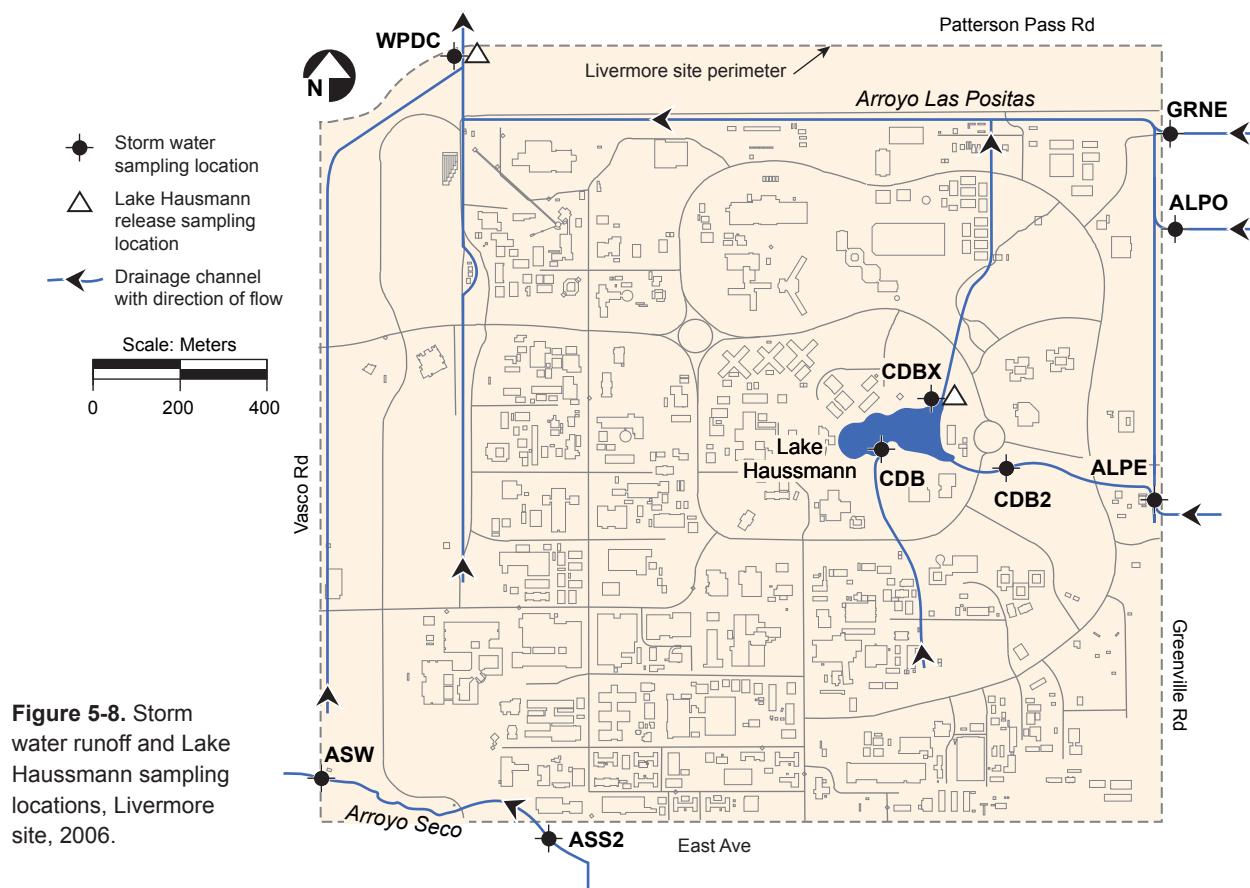 Patterson Pass Rd
WPDC
Livermore site perimeter
N
Arroyo Las Positas
GRNE
Storm water
sampling location
Lake Hausmann
release sampling
location
ALPO
Drainage channel
with direction of flow
Scale: Meters
0 200 400
CDBX
Lake
Haussmann
CDB
CDB2
ALPE
Vasco Rd
Greenville Rd
Figure 5-8. Storm
water runoff and Lake
Haussmann sampling
locations, Livermore
site, 2006.
ASW
Arroyo Seco
ASS2
East Ave